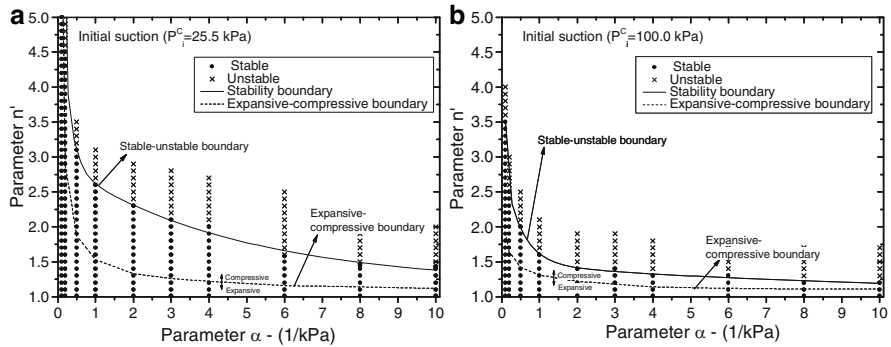 a
Initial suction (P^C_i=25.5 kPa)
Stable
Unstable
Stability boundary
Expansive-compressive boundary
Stable-unstable boundary
Expansive-
compressive boundary
Compressive
Expansive
Parameter n'
5.0
4.5
4.0
3.5
3.0
2.5
2.0
1.5
1.0
0 1 2 3 4 5 6 7 8 9 10
Parameter α - (1/kPa)
b
Initial suction (P^C_i=100.0 kPa)
Stable
Unstable
Stability boundary
Expansive-compressive boundary
Stable-unstable boundary
Expansive-
compressive boundary
Compressive
Expansive
Parameter n'
5.0
4.5
4.0
3.5
3.0
2.5
2.0
1.5
1.0
0 1 2 3 4 5 6 7 8 9 10
Parameter α - (1/kPa)